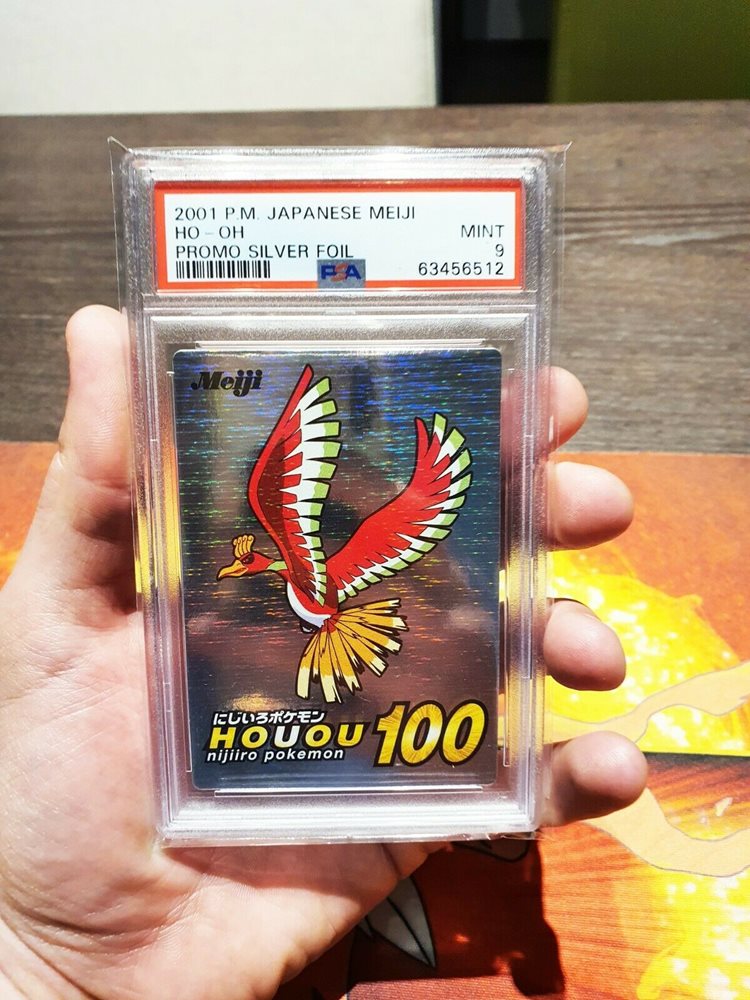 2001 P.M. JAPANESE MEIJI
HO - OH MINT
PROMO SILVER FOIL 9
PSA 63456512
Meiji
にじいろポケモン
HOUOU 100
nijiiro pokemon